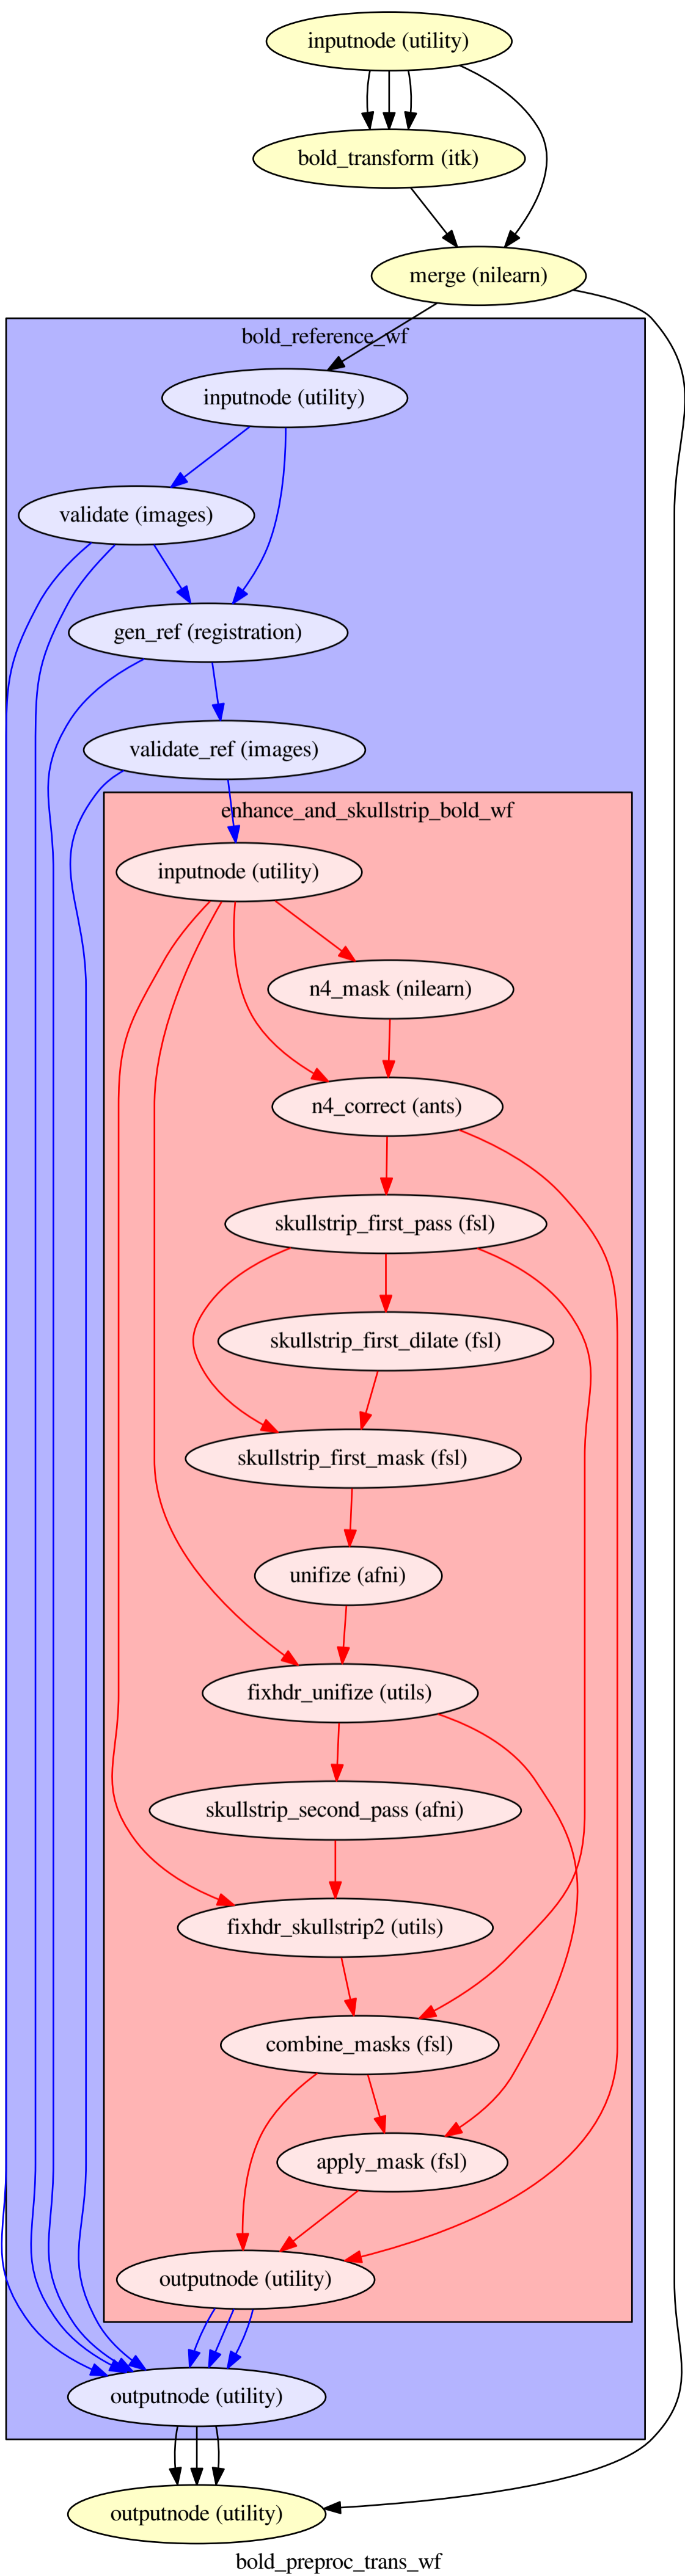 inputnode (utility)
bold_transform (itk)
merge (nilearn)
bold_reference_wf
inputnode (utility)
validate (images)
gen_ref (registration)
validate_ref (images)
enhance_and_skullstrip_bold_wf
inputnode (utility)
n4_mask (nilearn)
n4_correct (ants)
skullstrip_first_pass (fsl)
skullstrip_first_dilate (fsl)
skullstrip_first_mask (fsl)
unifize (afni)
fixhdr_unifize (utils)
skullstrip_second_pass (afni)
fixhdr_skullstrip2 (utils)
combine_masks (fsl)
apply_mask (fsl)
outputnode (utility)
outputnode (utility)
outputnode (utility)
bold_preproc_trans_wf